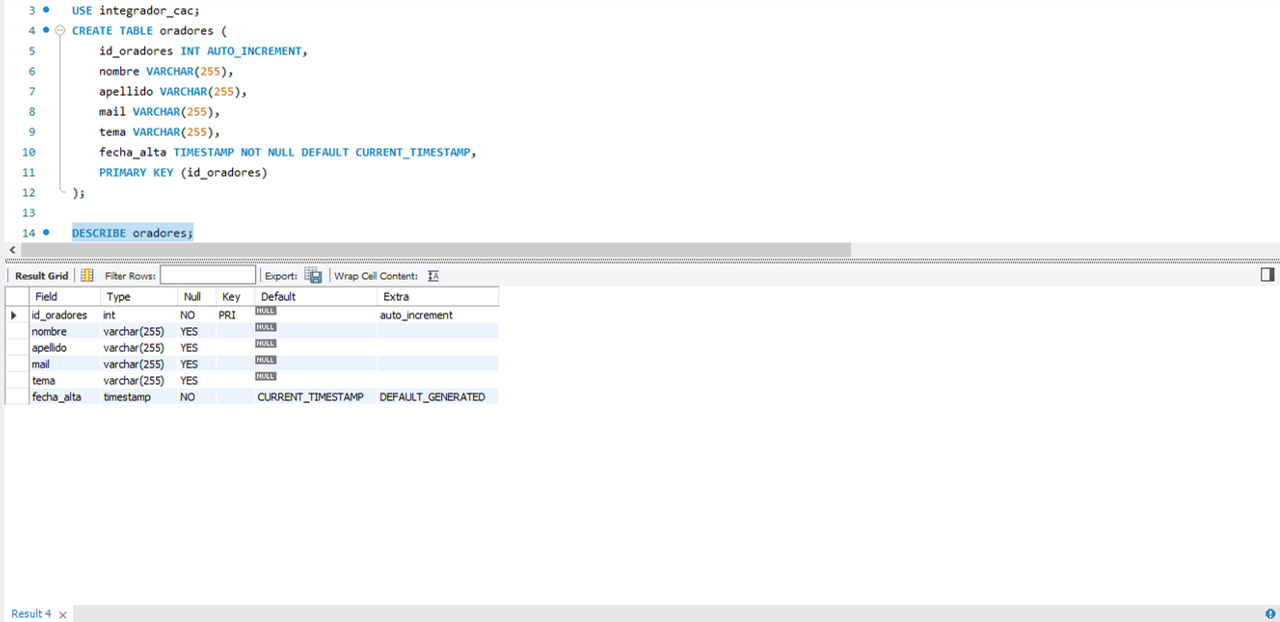 3 USE integrador_cac;
4 CREATE TABLE oradores (
5 id_oradores INT AUTO_INCREMENT,
6 nombre VARCHAR(255),
7 apellido VARCHAR(255),
8 mail VARCHAR(255),
9 tema VARCHAR(255),
10 fecha_alta TIMESTAMP NOT NULL DEFAULT CURRENT_TIMESTAMP,
11 PRIMARY KEY (id_oradores)
12 );
13
14 DESCRIBE oradores;
Result Grid Filter Rows: Export: Wrap Cell Content: IA
Field Type Null Key Default Extra
id_oradores int NO PRI NULL auto_increment
nombre varchar(255) YES NULL
apellido varchar(255) YES NULL
mail varchar(255) YES NULL
tema varchar(255) YES NULL
fecha_alta timestamp NO CURRENT_TIMESTAMP DEFAULT_GENERATED
Result 4